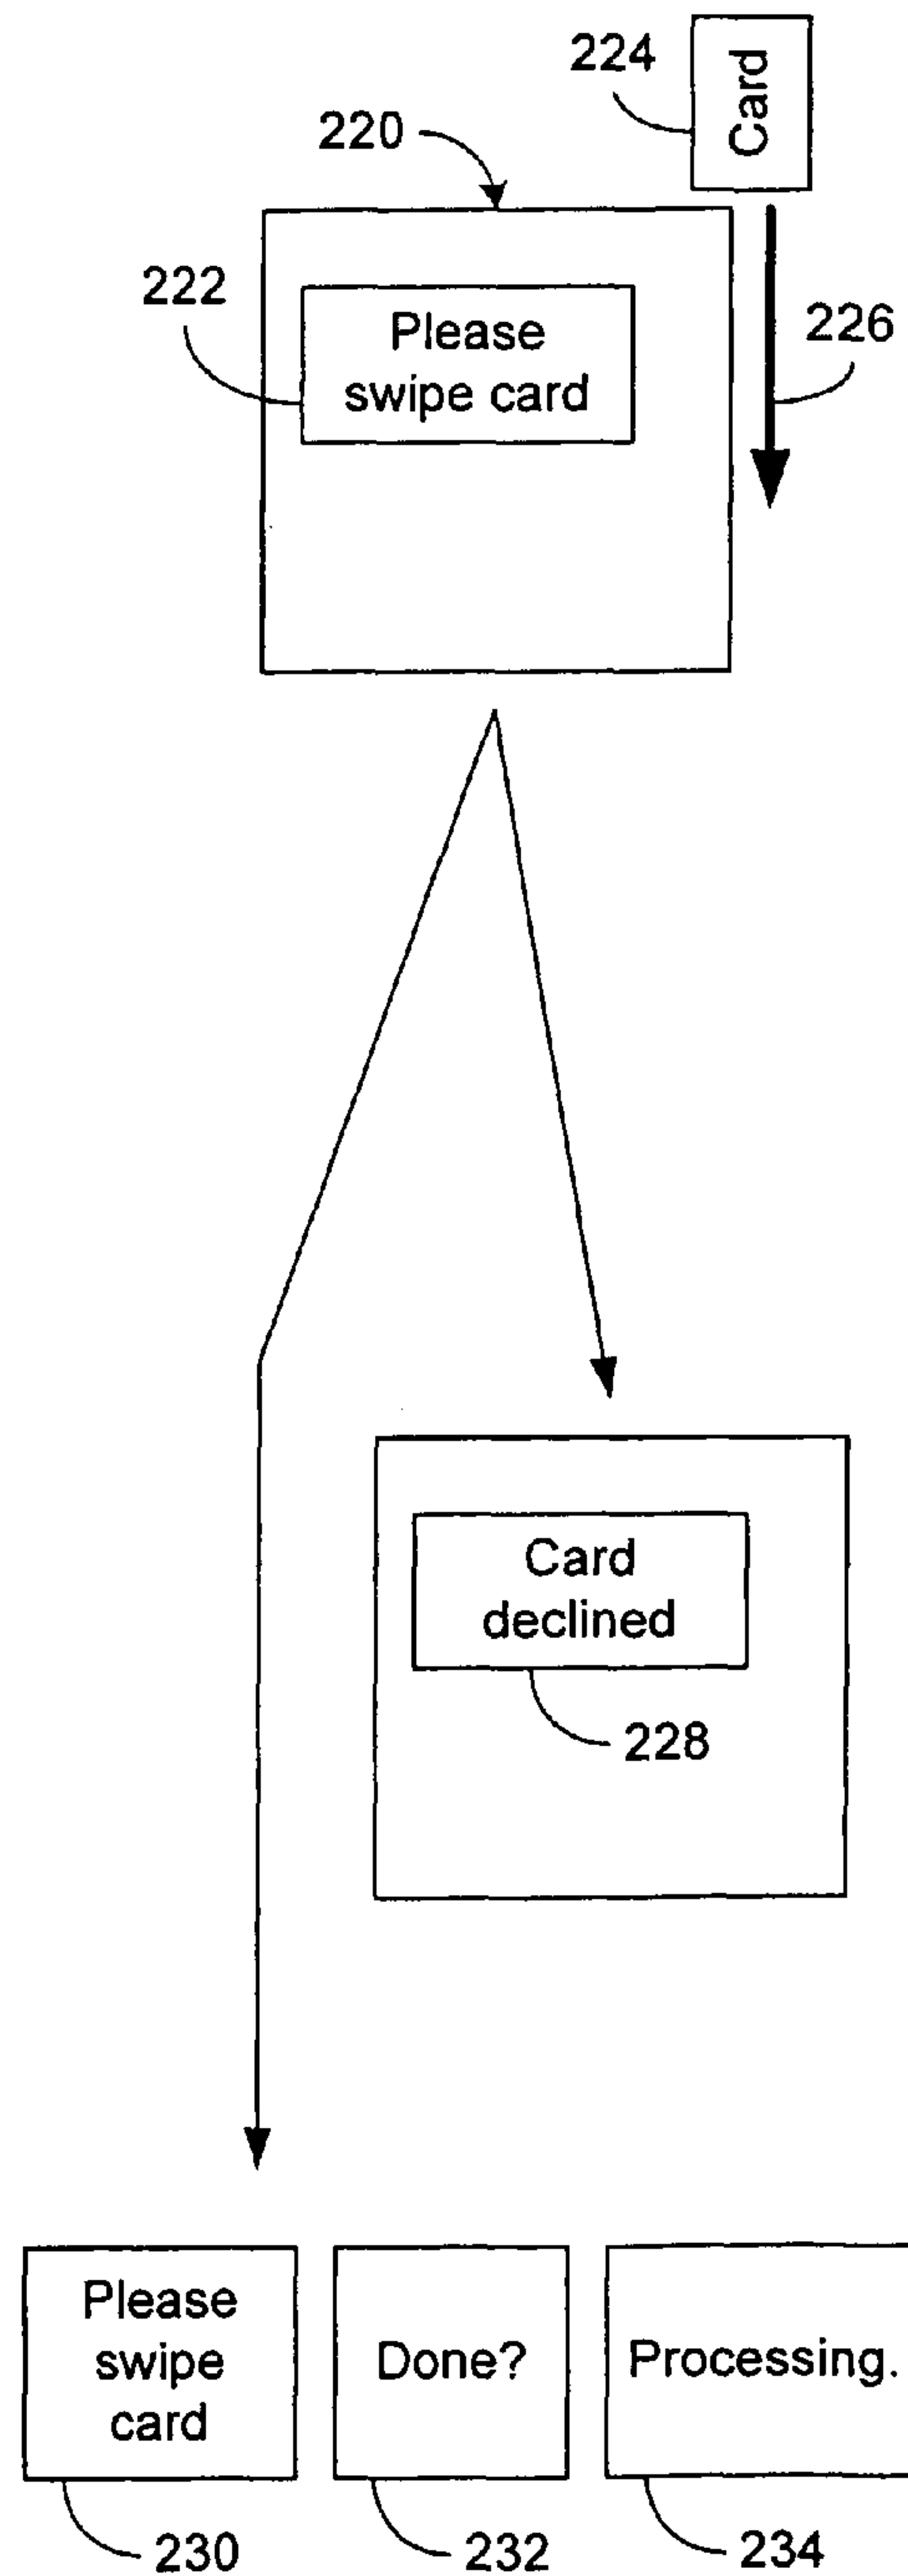 224
Card
220
222
Please
swipe card
226
Card
declined
228
Please
swipe
card
Done?
Processing.
230
232
234